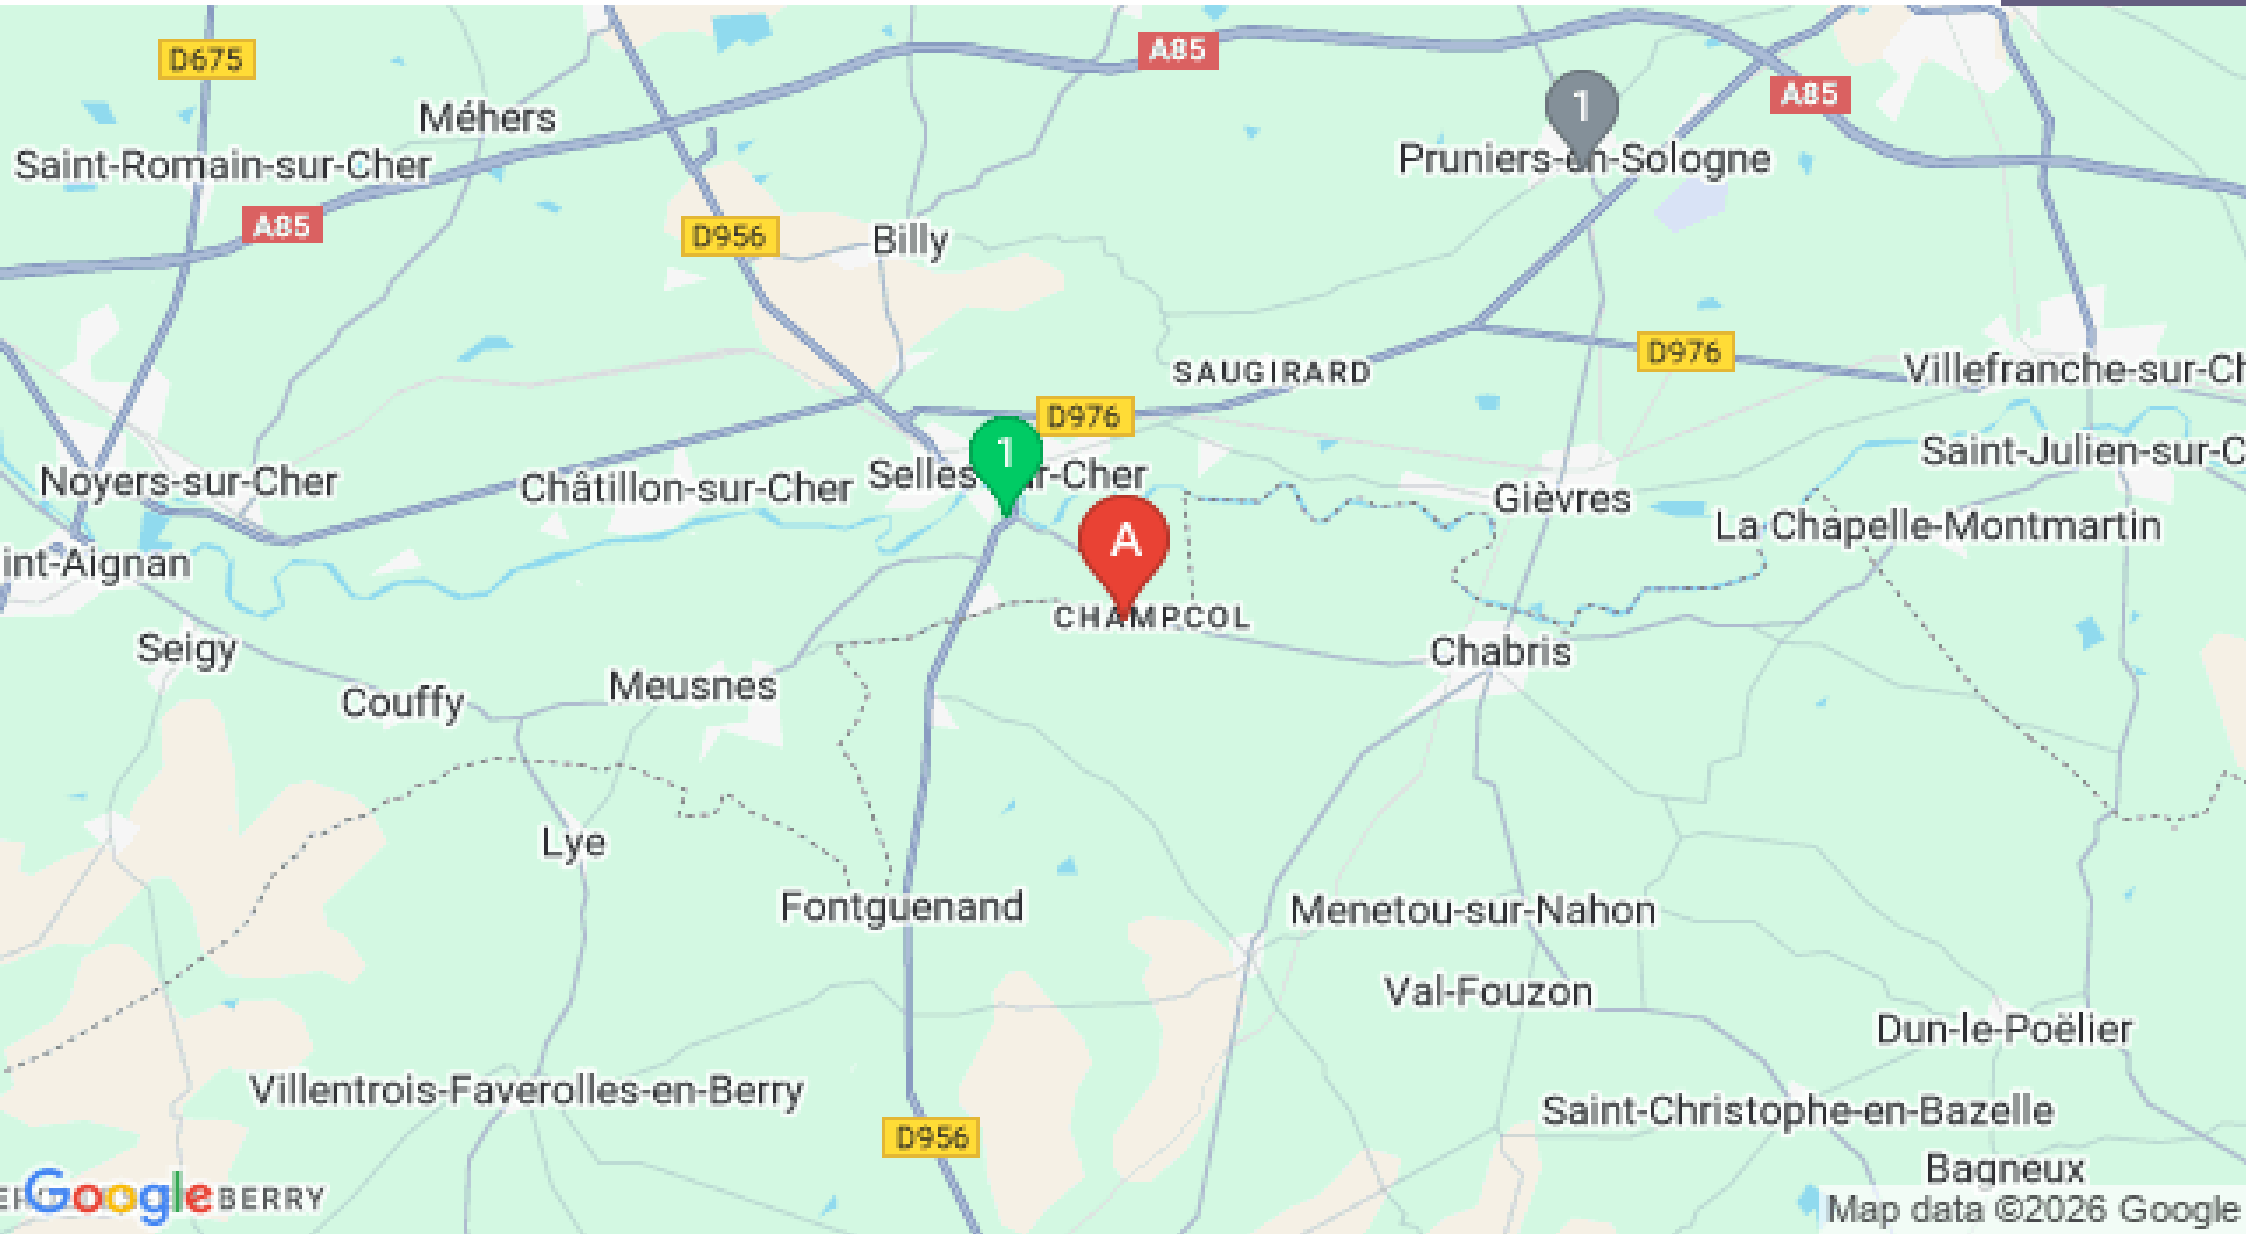 D675
A85
A85
1
Méhers
Saint-Romain-sur-Cher
Pruniers-en-Sologne
A85
D956
Billy
SAUGIRARD
D976
Villefranche-sur-Ch
D976
1
Noyers-sur-Cher
Châtillon-sur-Cher
Selles-sur-Cher
Gièvres
Saint-Julien-sur-C
La Chapelle-Montmartin
A
int-Aignan
CHAMPCOL
Seigy
Chabris
Couffy
Meusnes
Lye
Fontguenand
Menetou-sur-Nahon
Val-Fouzon
Dun-le-Poëlier
Villentrois-Faverolles-en-Berry
Saint-Christophe-en-Bazelle
D956
Bagneux
Google
BERRY
Map data ©2026 Google